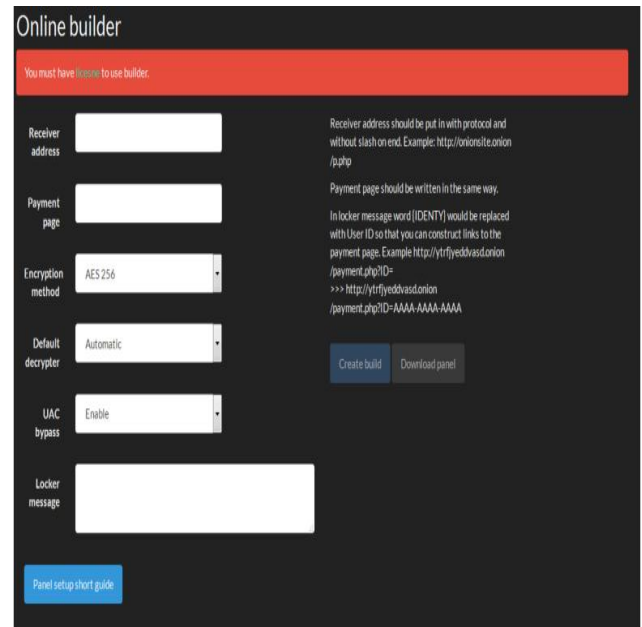 Online builder
You must have licesne to use builder.
Receiver
address
Receiver address should be put in with protocol and
without slash on end. Example: http://onionsite.onion
/p.php
Payment page should be written in the same way.
Payment
page
In locker message word [IDENTY] would be replaced
with User ID so that you can construct links to the
payment page. Example http://ytrfjyeddvasd.onion
/payment.php?ID=
>>> http://ytrfjyeddvasd.onion
/payment.php?ID=AAAA-AAAA-AAAA
Encryption
method
AES 256
Default
decrypter
Automatic
Create build
Download panel
UAC
bypass
Enable
Locker
message
Panel setup short guide